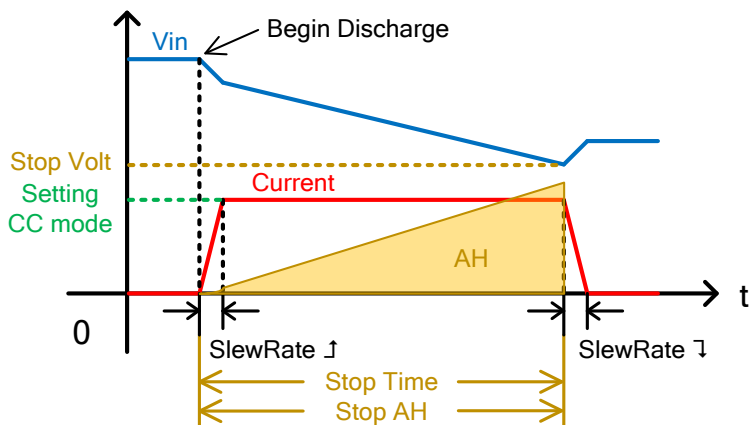 Begin Discharge
Vin
Stop Volt
Setting
CC mode
Current
AH
0
t
SlewRate
SlewRate
Stop Time
Stop AH